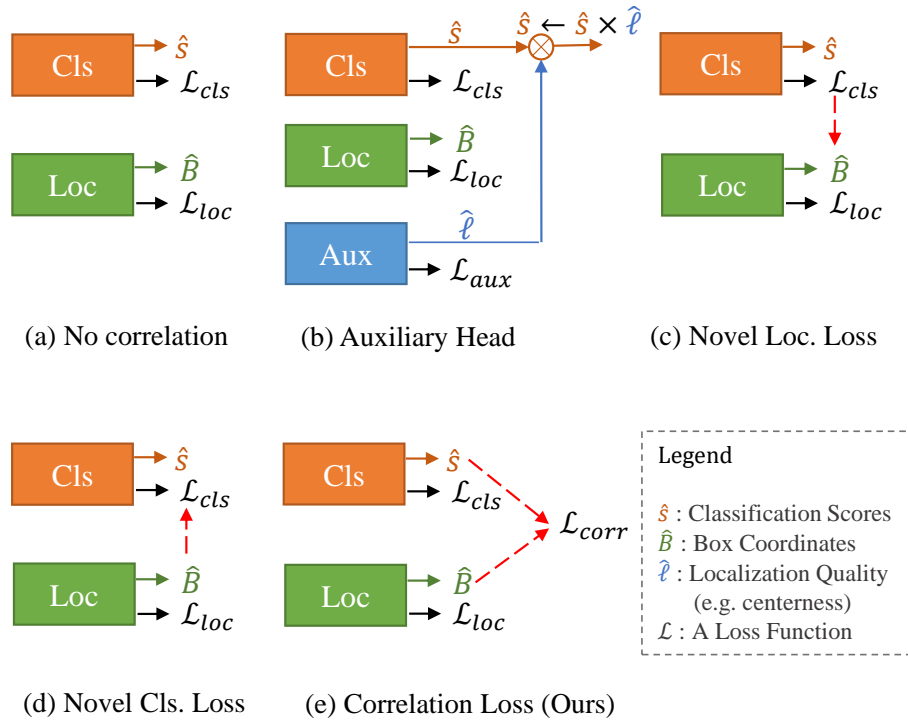 Cls ŝ
ℒ_cls
Loc B̂
ℒ_loc
(a) No correlation
Cls ŝ ŝ ← ŝ × ℓ̂
ℒ_cls
Loc B̂
ℒ_loc
Aux ℓ̂
ℒ_aux
(b) Auxiliary Head
Cls ŝ
ℒ_cls
Loc B̂
ℒ_loc
(c) Novel Loc. Loss
Cls ŝ
ℒ_cls
Loc B̂
ℒ_loc
(d) Novel Cls. Loss
Cls ŝ
ℒ_cls
ℒ_corr
Loc B̂
ℒ_loc
(e) Correlation Loss (Ours)
Legend
ŝ : Classification Scores
B̂ : Box Coordinates
ℓ̂ : Localization Quality
(e.g. centerness)
ℒ : A Loss Function